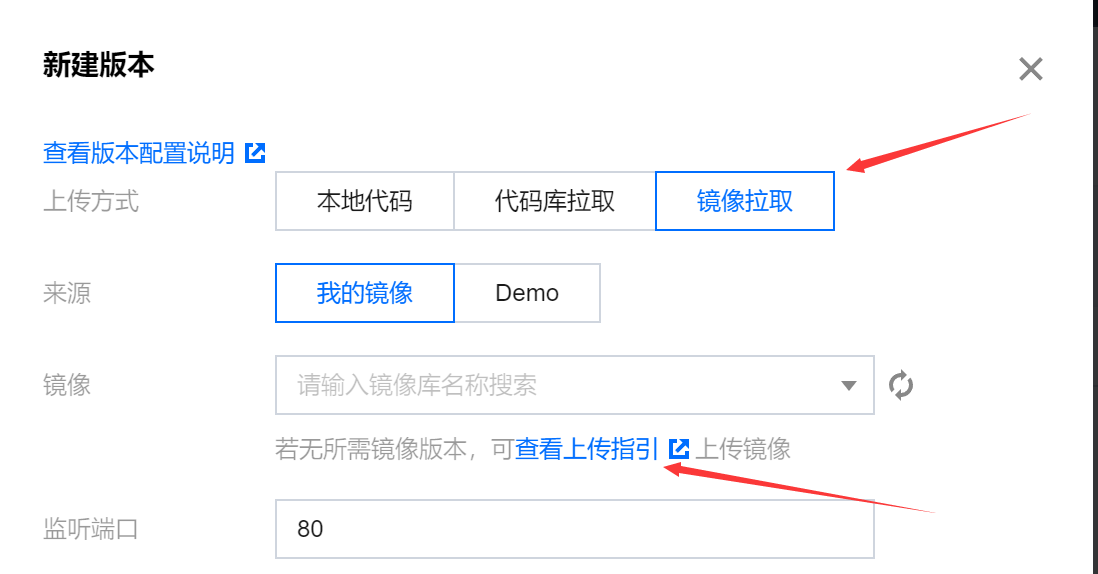 新建版本
查看版本配置说明
上传方式 本地代码 代码库拉取 镜像拉取
来源 我的镜像 Demo
镜像 请输入镜像库名称搜索
若无所需镜像版本，可查看上传指引 上传镜像
监听端口 80